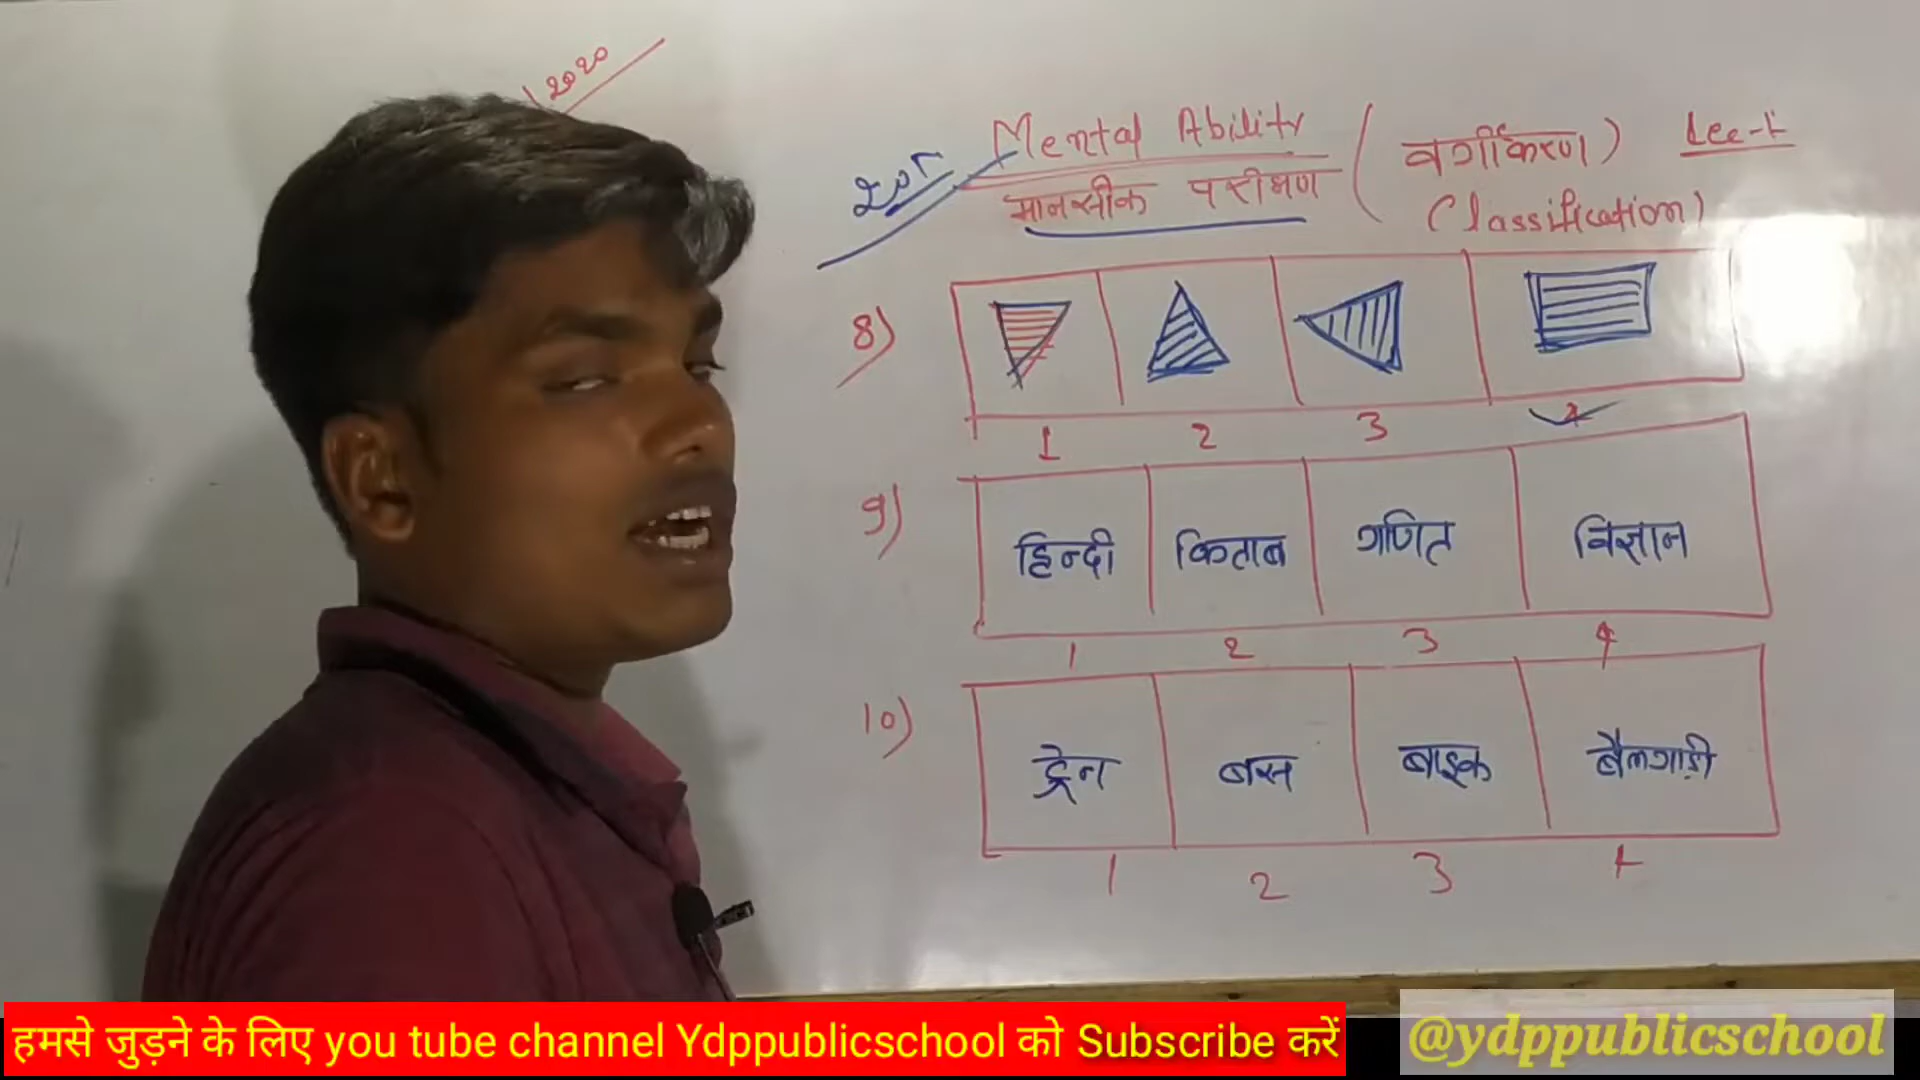 2020
Mental Ability ( वर्गीकरण ) Lec-1
मानसीक परीक्षण Classification )
8)
1 2 3 4
9) हिन्दी किताब गणित विज्ञान
1 2 3 4
10) ट्रेन बस बाइक बैलगाड़ी
1 2 3 4
हमसे जुड़ने के लिए you tube channel Ydppublicschool को Subscribe करें
@ydppublicschool